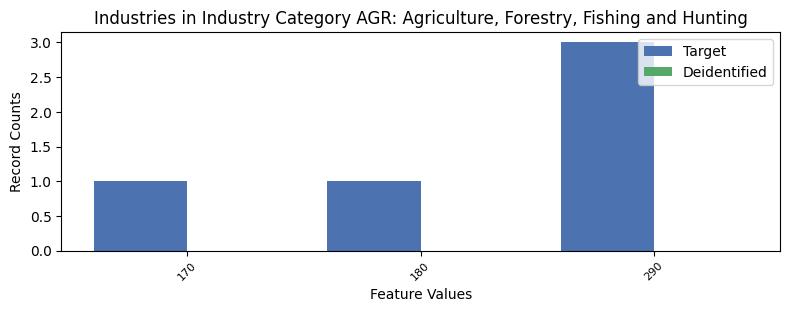 Industries in Industry Category AGR: Agriculture, Forestry, Fishing and Hunting
Target
Deidentified
Record Counts
3.0
2.5
2.0
1.5
1.0
0.5
0.0
170
180
290
Feature Values